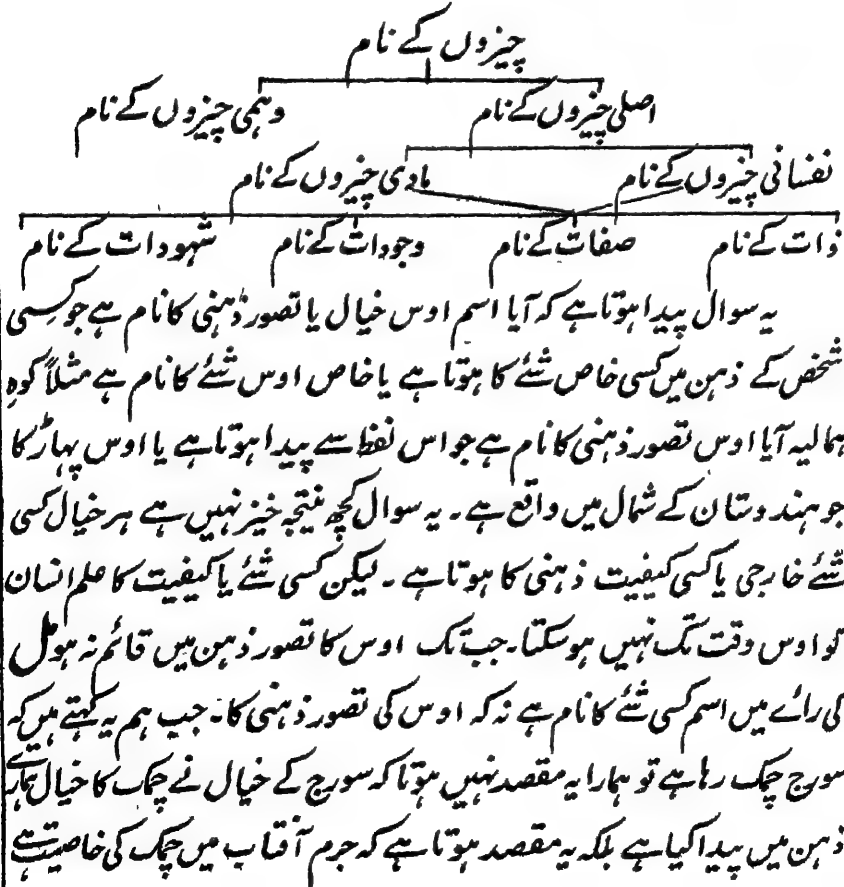 چیزوں کے نام
اصلی چیزوں کے نام وہمی چیزوں کے نام
نفسانی چیزوں کے نام مادی چیزوں کے نام
ذات کے نام صفات کے نام وجودات کے نام شہودات کے نام
یہ سوال پیدا ہوتا ہے کہ آیا اسم اوس خیال یا تصور ذہنی کا نام ہے جو کسی
شخص کے ذہن میں کسی خاص شئے کا ہوتا ہے یا خاص اوس شئے کا نام ہے مثلاً کوہِ
ہمالیہ آیا اوس تصور ذہنی کا نام ہے جو اس لفظ سے پیدا ہوتا ہے یا اوس پہاڑ کا
جو ہندوستان کے شمال میں واقع ہے ۔ یہ سوال کچھ نتیجہ خیز نہیں ہے ہر خیال کسی
شئے خارجی یا کسی کیفیت ذہنی کا ہوتا ہے ۔ لیکن کسی شئے یا کیفیت کا علم انسان
کو اوس وقت تک نہیں ہو سکتا ۔ جب تک اوس کا تصور ذہن میں قائم نہ ہو مل
کی رائے میں اسم کسی شئے کا نام ہے نہ کہ اوس کی تصور ذہنی کا ۔ جب ہم یہ کہتے ہیں کہ
سورج چمک رہا ہے تو ہمارا یہ مقصد نہیں ہوتا کہ سورج کے خیال نے چمک کا خیال ہمارے
ذہن میں پیدا کیا ہے بلکہ یہ مقصد ہوتا ہے کہ جرم آفتاب میں چمک کی خاصیت ہے